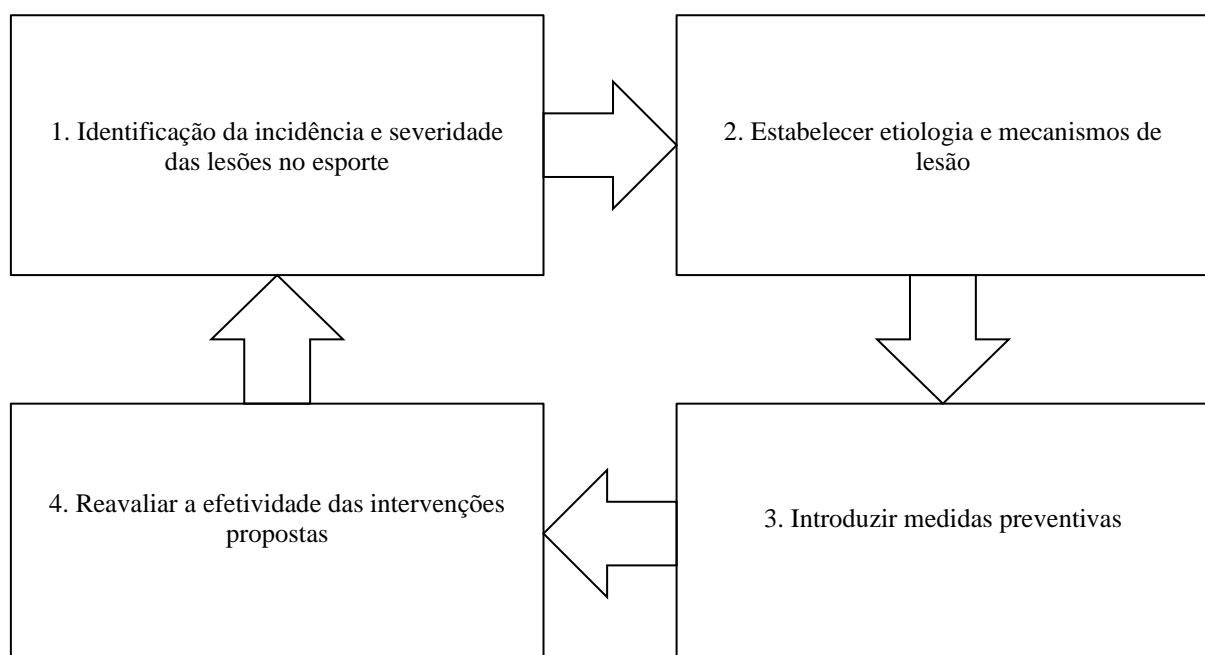 1. Identificação da incidência e severidade
das lesões no esporte
2. Estabelecer etiologia e mecanismos de
lesão
3. Introduzir medidas preventivas
4. Reavaliar a efetividade das intervenções
propostas